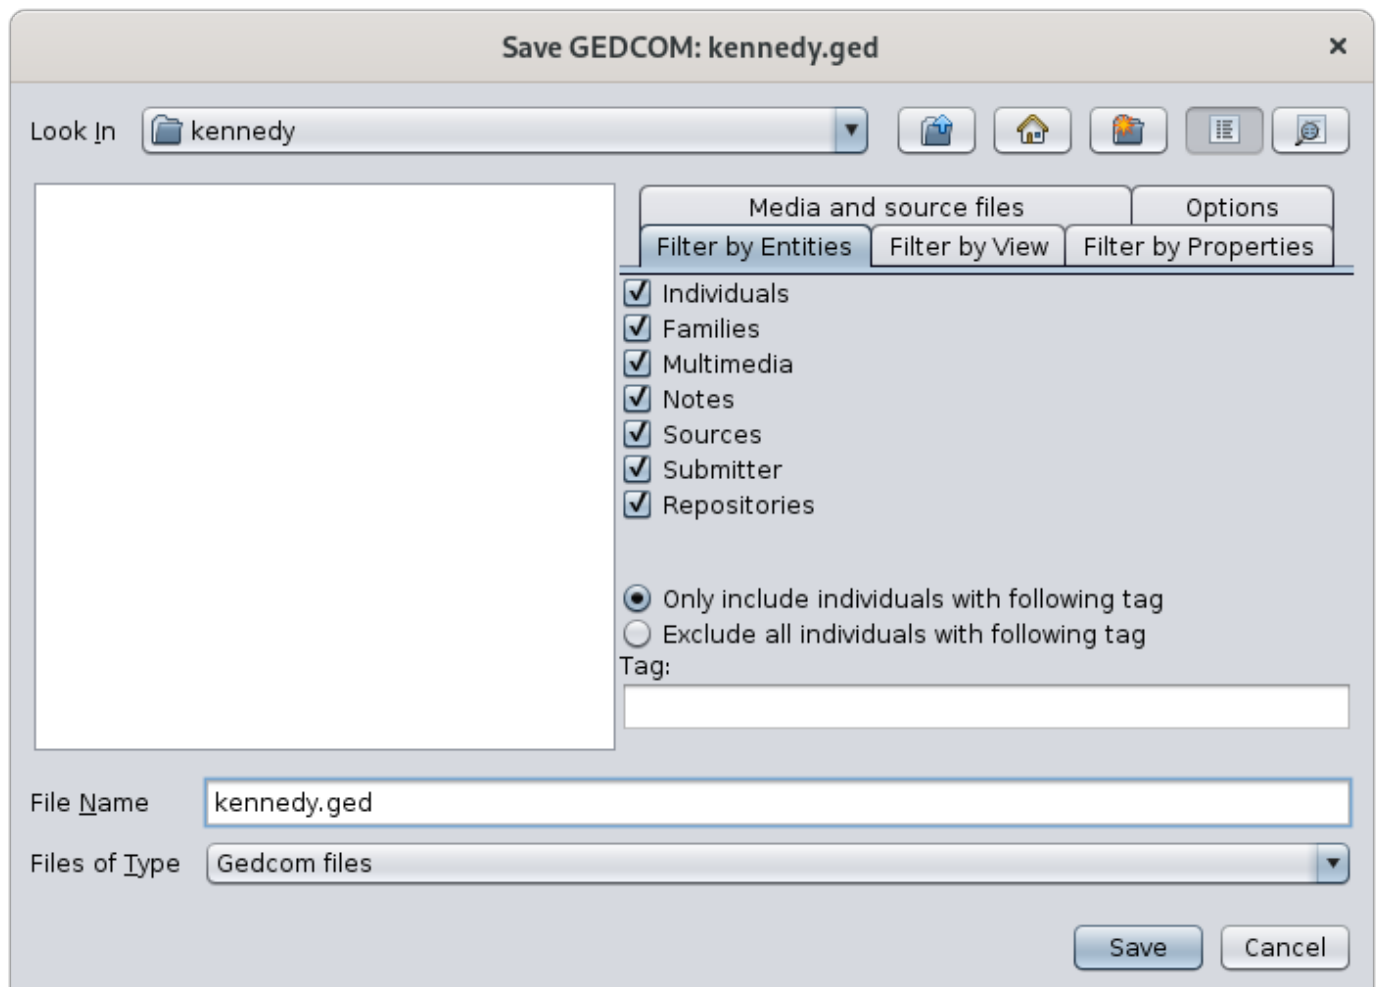 Save GEDCOM: kennedy.ged
Look In kennedy
Media and source files Options
Filter by Entities Filter by View Filter by Properties
Individuals
Families
Multimedia
Notes
Sources
Submitter
Repositories
Only include individuals with following tag
Exclude all individuals with following tag
Tag:
File Name kennedy.ged
Files of Type Gedcom files
Save Cancel